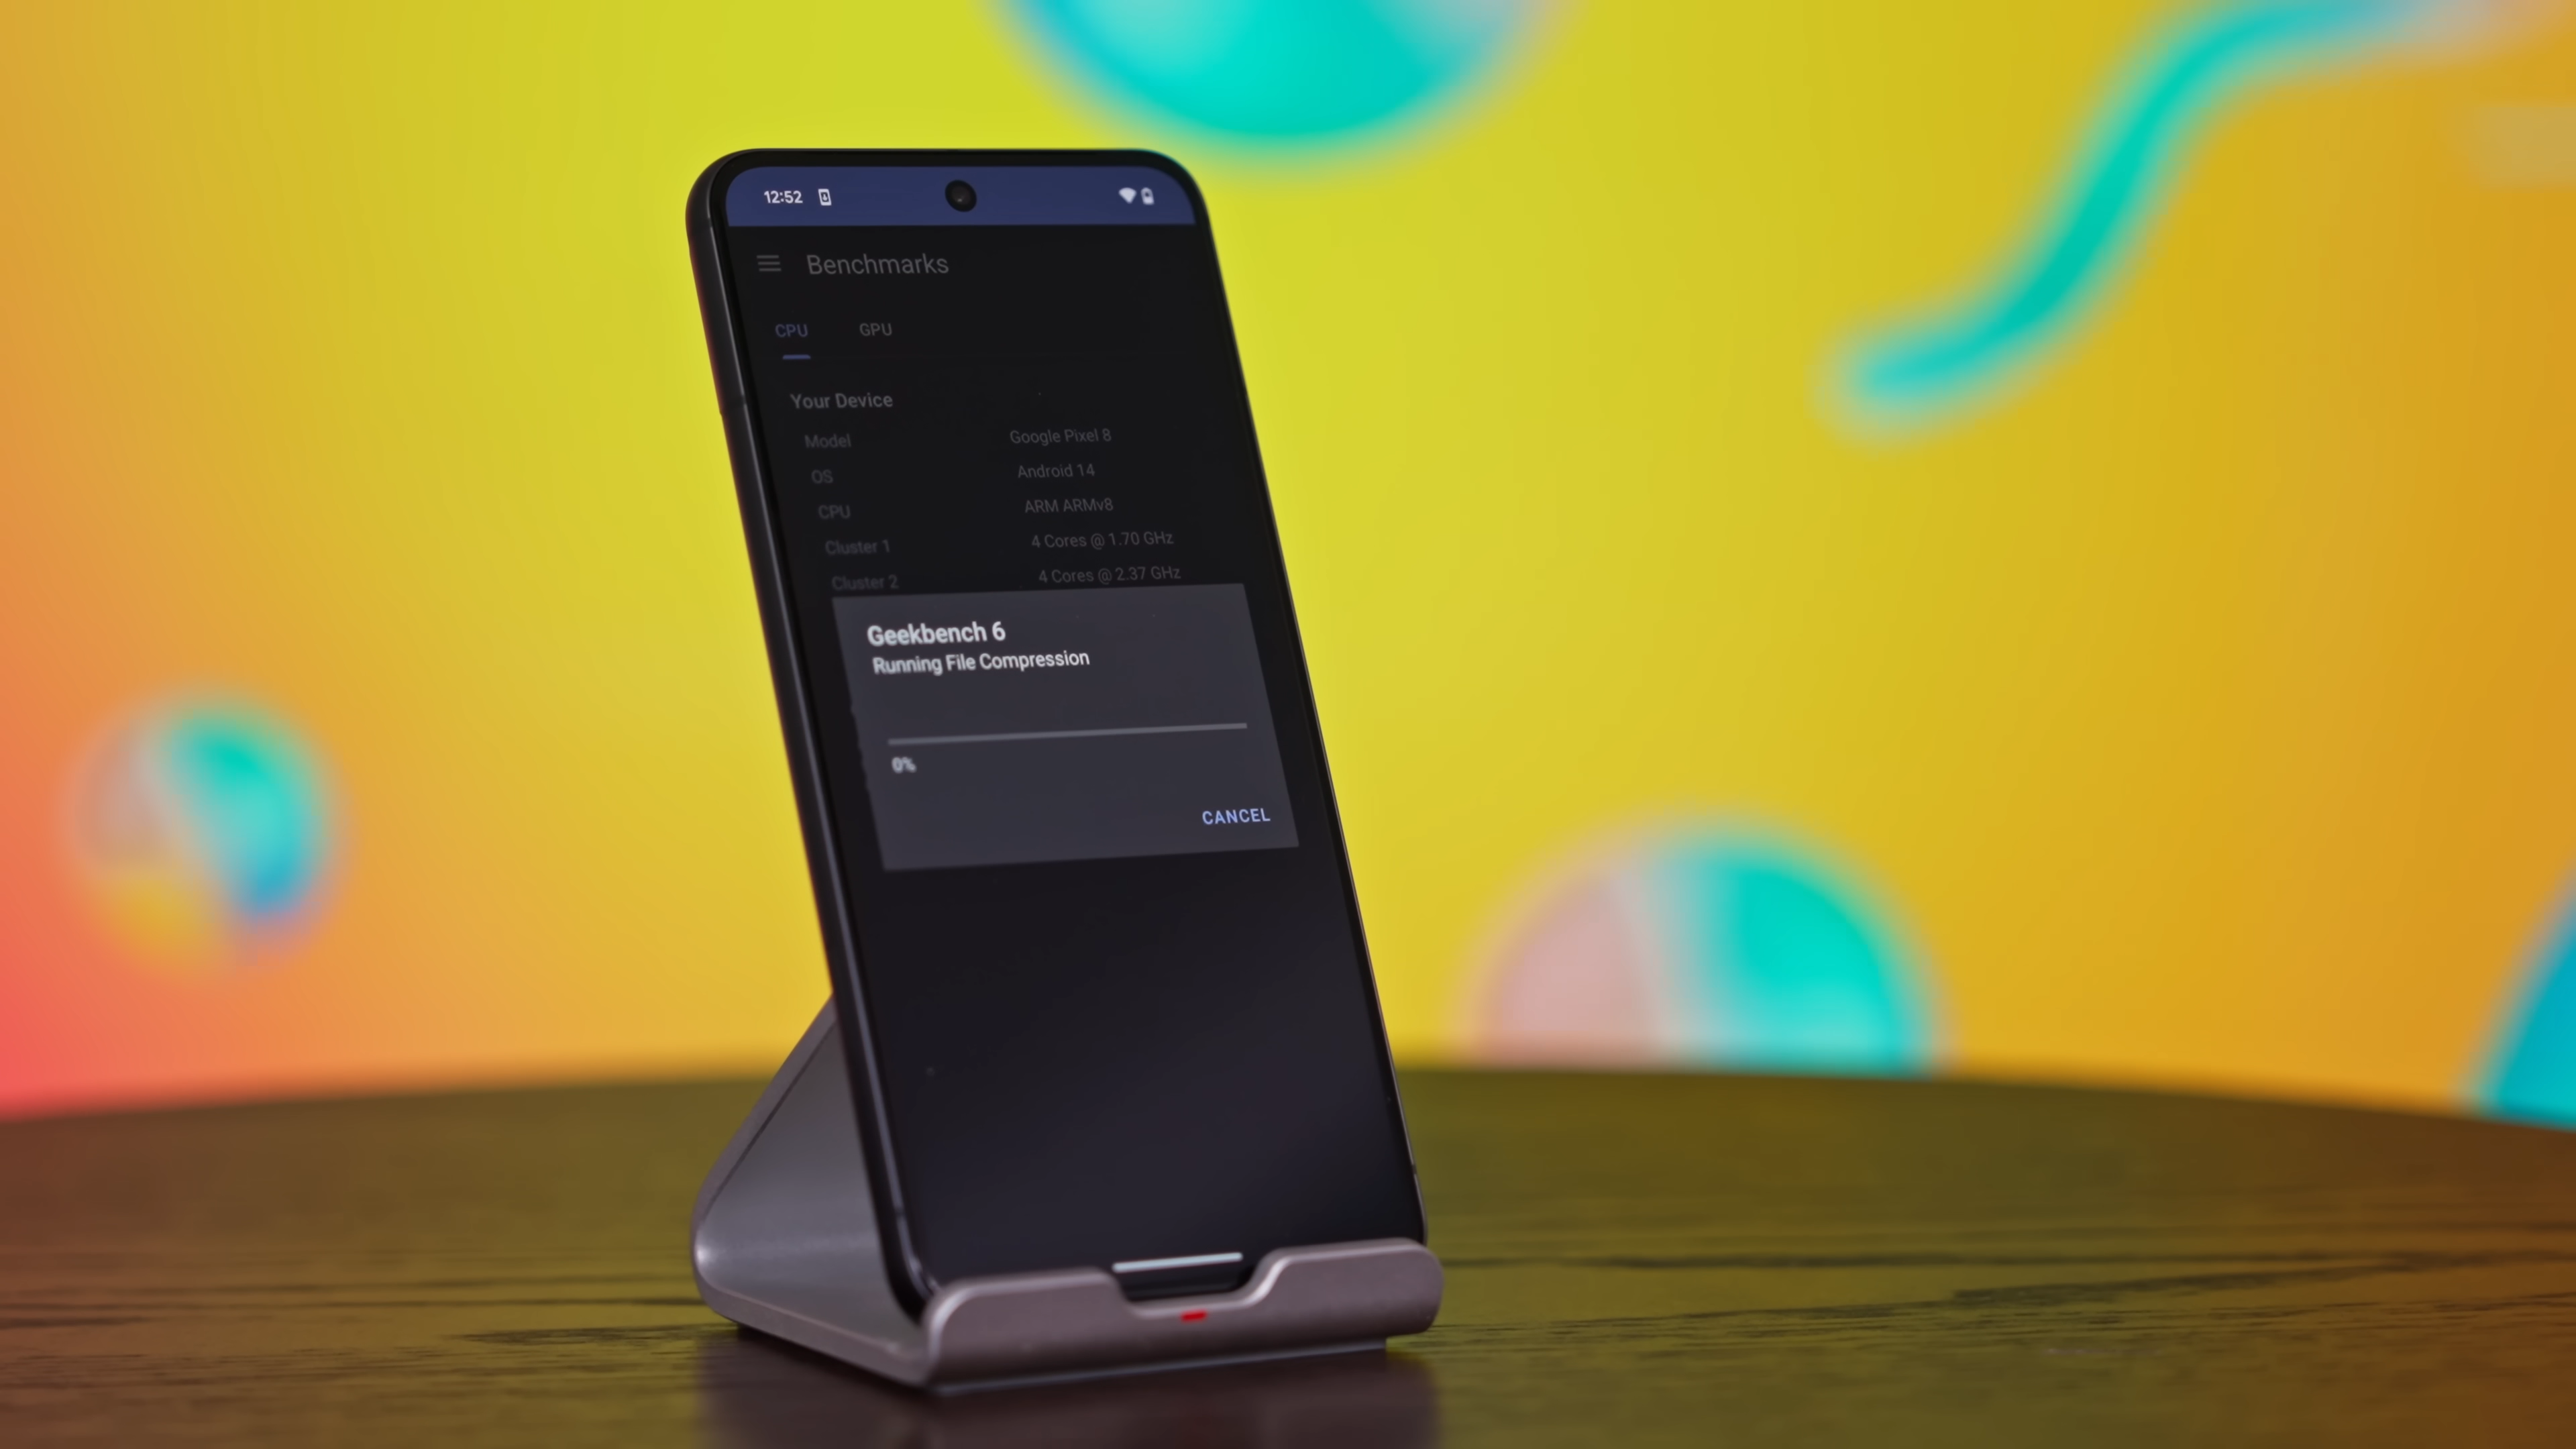 12:52
Benchmarks
CPU GPU
Your Device
Model Google Pixel 8
OS Android 14
CPU ARM ARMv8
Cluster 1 4 Cores @ 1.70 GHz
Cluster 2 4 Cores @ 2.37 GHz
Geekbench 6
Running File Compression
0%
CANCEL